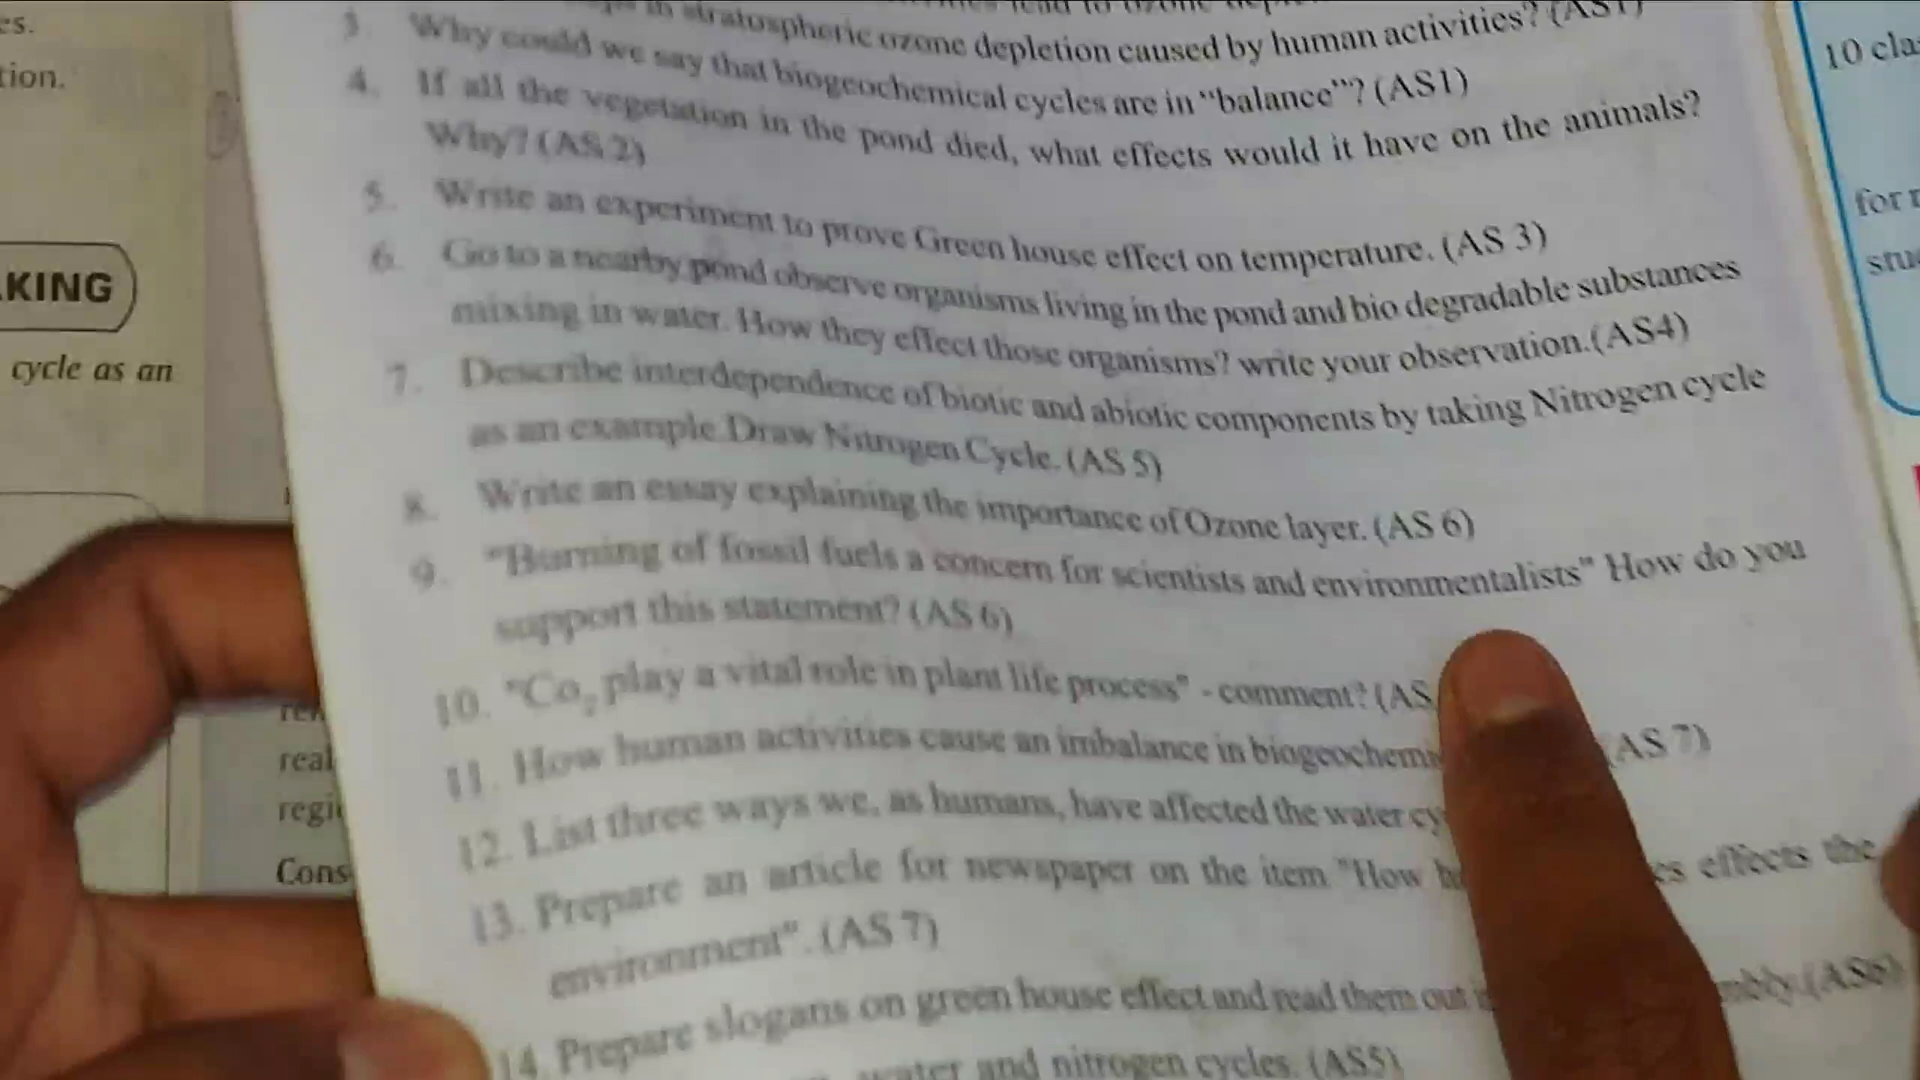 es.
tion.
KING
cycle as an
real
regi
Cons
in stratospheric ozone depletion caused by human activities? (AS1)
3. Why could we say that biogeochemical cycles are in "balance"? (AS1)
4. If all the vegetation in the pond died, what effects would it have on the animals?
Why? (AS 2)
5. Write an experiment to prove Green house effect on temperature. (AS 3)
6. Go to a nearby pond observe organisms living in the pond and bio degradable substances
mixing in water. How they effect those organisms? write your observation.(AS4)
7. Describe interdependence of biotic and abiotic components by taking Nitrogen cycle
as an example.Draw Nitrogen Cycle. (AS 5)
8. Write an essay explaining the importance of Ozone layer. (AS 6)
9. "Burning of fossil fuels a concern for scientists and environmentalists" How do you
support this statement? (AS 6)
10. "Co₂ play a vital role in plant life process" - comment? (AS
11. How human activities cause an imbalance in biogeochemi (AS 7)
12. List three ways we, as humans, have affected the water cy
13. Prepare an article for newspaper on the item "How h es effects the
environment". (AS 7)
14. Prepare slogans on green house effect and read them out mbly.(AS6)
water and nitrogen cycles. (AS5)
10 cla
for
stu